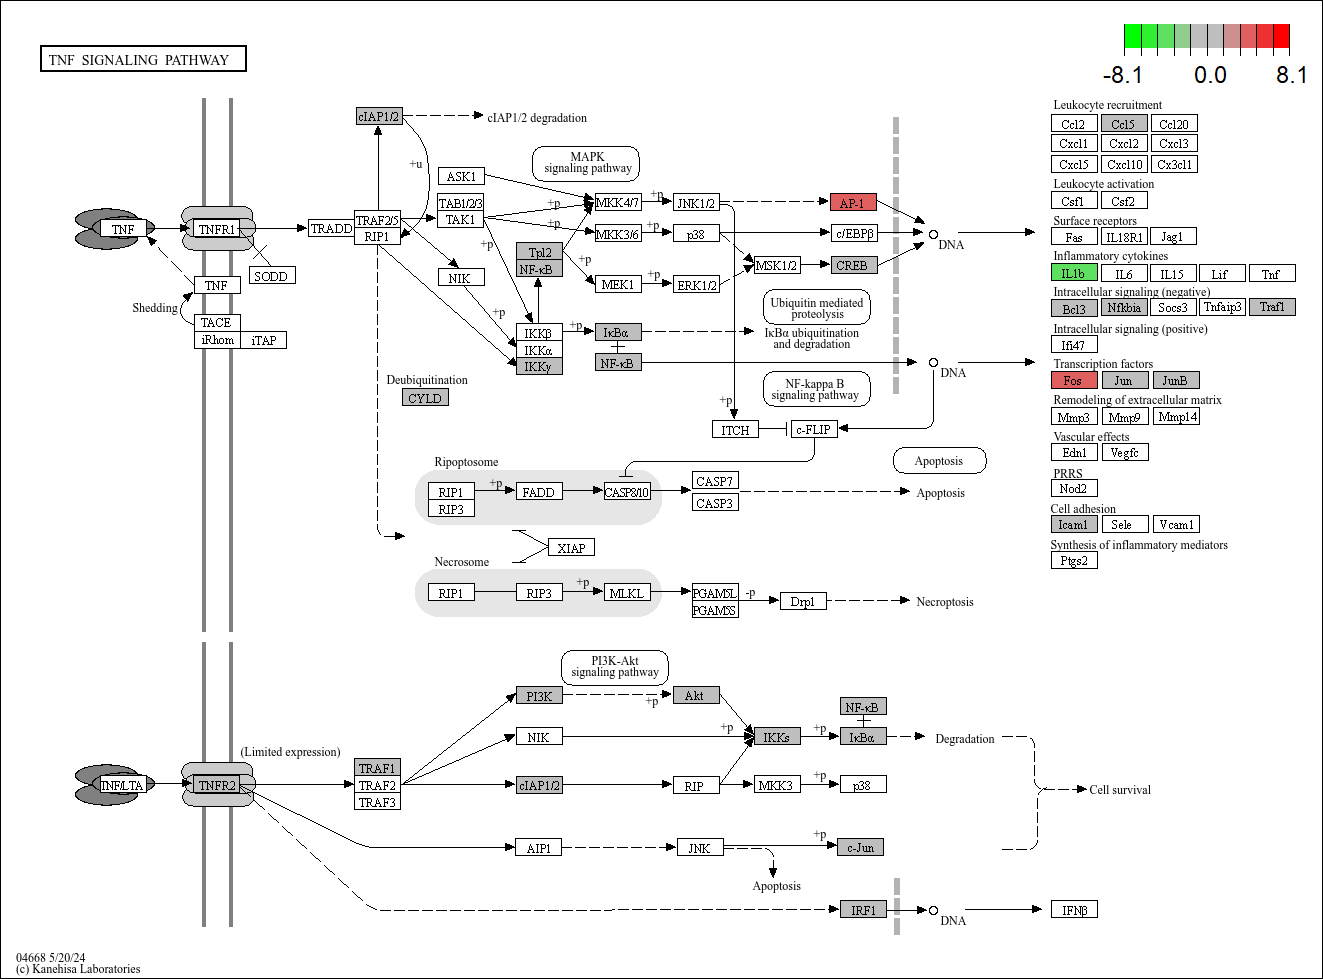 TNF SIGNALING PATHWAY
-8.1 0.0 8.1
cIAP1/2
cIAP1/2 degradation
+u
MAPK
signaling pathway
ASK1
TAB1/2/3
TAK1
+p
+p
+p
MKK4/7
+p
JNK1/2
AP-1
TNF
TNFR1
TRADD
TRAF2/5
RIP1
MKK3/6
+p
p38
c/EBPβ
DNA
SODD
Tpl2
NF-κB
+p
MSK1/2
CREB
NIK
MEK1
+p
ERK1/2
TNF
Shedding
TACE
iRhom
iTAP
+p
Ubiquitin mediated
proteolysis
IKKβ
IKKα
IKKγ
+p
IκBα
IκBα ubiquitination
and degradation
NF-κB
DNA
Deubiquitination
CYLD
NF-kappa B
signaling pathway
+p
ITCH
c-FLIP
Ripoptosome
RIP1
RIP3
+p
FADD
CASP8/10
CASP7
CASP3
Apoptosis
Apoptosis
XIAP
Necrosome
RIP1
RIP3
+p
MLKL
PGAM5L
PGAM5S
-p
Drp1
Necroptosis
Leukocyte recruitment
Ccl2 Ccl5 Ccl20
Cxcl1 Cxcl2 Cxcl3
Cxcl5 Cxcl10 Cx3cl1
Leukocyte activation
Csf1 Csf2
Surface receptors
Fas IL18R1 Jag1
Inflammatory cytokines
IL1b IL6 IL15 Lif Tnf
Intracellular signaling (negative)
Bcl3 Nfkbia Socs3 Tnfaip3 Traf1
Intracellular signaling (positive)
Ifi47
Transcription factors
Fos Jun JunB
Remodeling of extracellular matrix
Mmp3 Mmp9 Mmp14
Vascular effects
Edn1 Vegfc
PRRS
Nod2
Cell adhesion
Icam1 Sele Vcam1
Synthesis of inflammatory mediators
Ptgs2
PI3K-Akt
signaling pathway
PI3K
+p
Akt
NF-κB
NIK
+p
IKKs
+p
IκBα
Degradation
(Limited expression)
TNF/LTA
TNFR2
TRAF1
TRAF2
TRAF3
cIAP1/2
RIP
MKK3
+p
p38
Cell survival
AIP1
JNK
+p
c-Jun
Apoptosis
IRF1
DNA
IFNβ
04668 5/20/24
(c) Kanehisa Laboratories